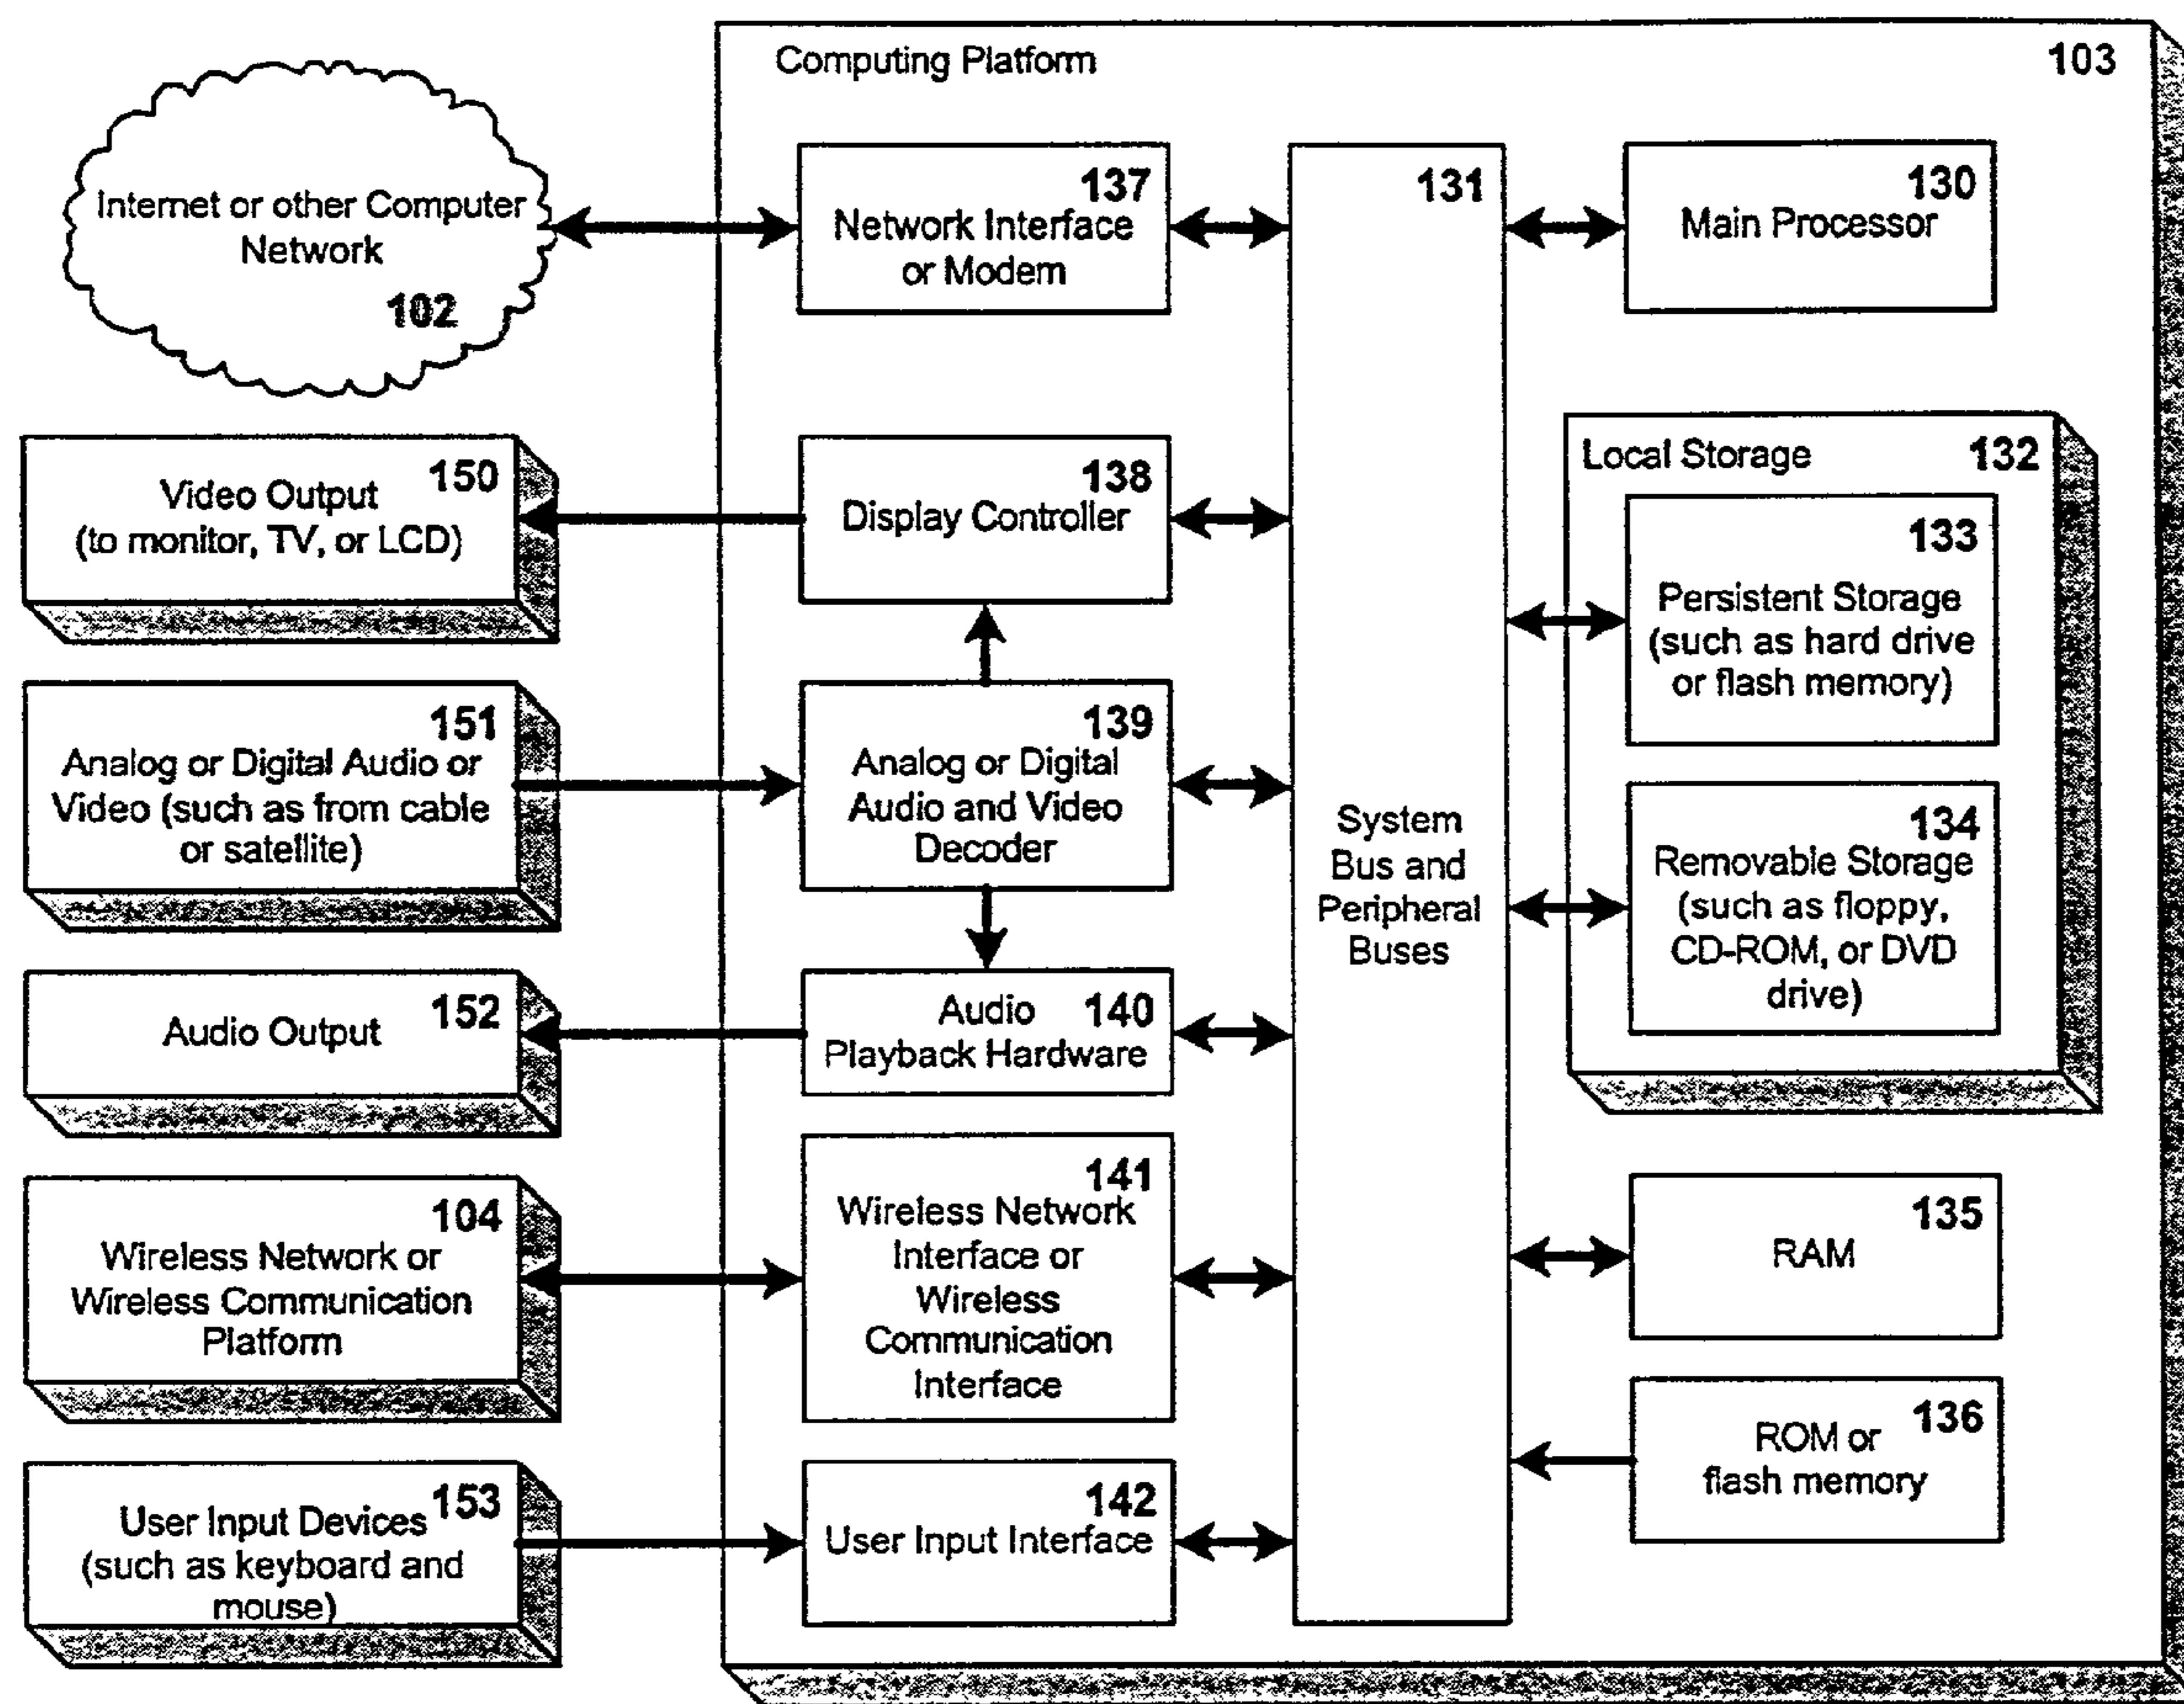 Computing Platform 103
Internet or other Computer
Network
102
137
Network Interface
or Modem
131
System
Bus and
Peripheral
Buses
130
Main Processor
150
Video Output
(to monitor, TV, or LCD)
138
Display Controller
Local Storage 132
133
Persistent Storage
(such as hard drive
or flash memory)
151
Analog or Digital Audio or
Video (such as from cable
or satellite)
139
Analog or Digital
Audio and Video
Decoder
134
Removable Storage
(such as floppy,
CD-ROM, or DVD
drive)
152
Audio Output
140
Audio
Playback Hardware
104
Wireless Network or
Wireless Communication
Platform
141
Wireless Network
Interface or
Wireless
Communication
Interface
135
RAM
136
ROM or
flash memory
153
User Input Devices
(such as keyboard and
mouse)
142
User Input Interface